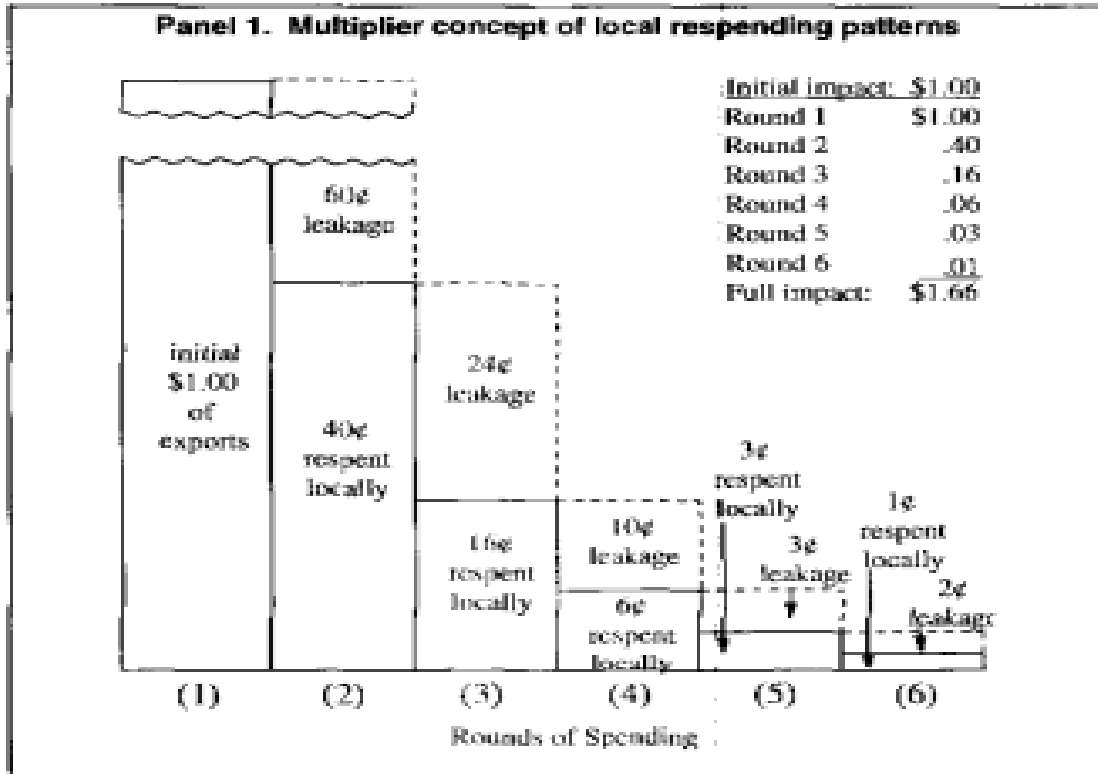 Panel 1. Multiplier concept of local respending patterns
Initial impact: $1.00
Round 1 $1.00
Round 2 .40
Round 3 .16
Round 4 .06
Round 5 .03
Round 6 .01
Full impact: $1.66
60¢
leakage
initial
$1.00
of
exports
40¢
respent
locally
24¢
leakage
16¢
respent
locally
10¢
leakage
6¢
respent
locally
3¢
respent
locally
3¢
leakage
1¢
respent
locally
2¢
leakage
(1) (2) (3) (4) (5) (6)
Rounds of Spending